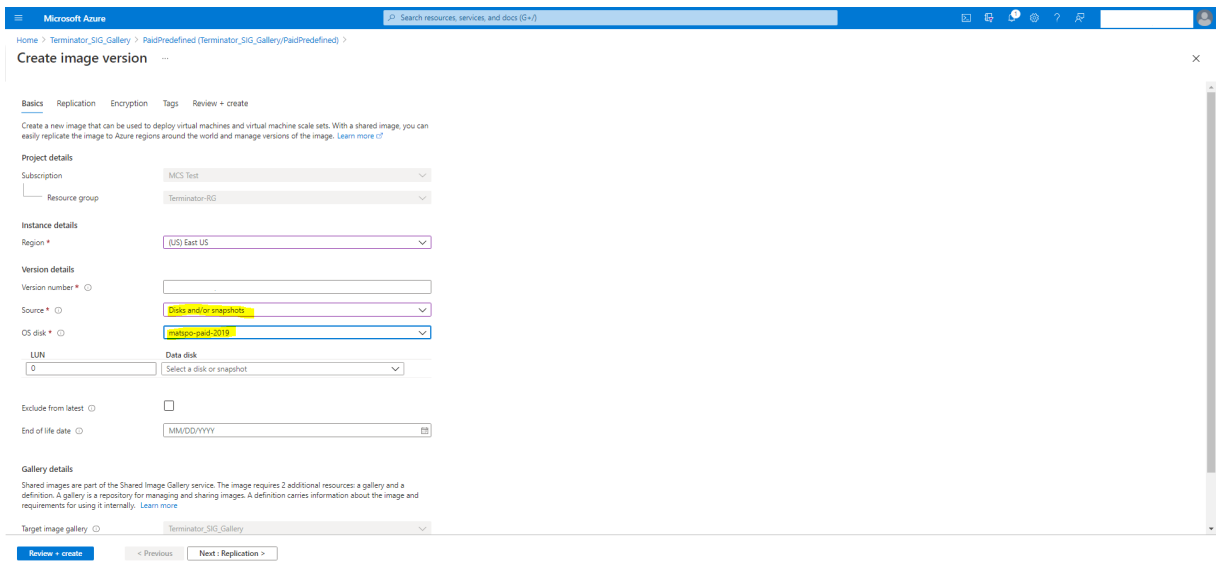 Microsoft Azure
Search resources, services, and docs (G+/)
1
Home > Terminator_SIG_Gallery > PaidPredefined (Terminator_SIG_Gallery/PaidPredefined) >
Create image version ...
Basics Replication Encryption Tags Review + create
Create a new image that can be used to deploy virtual machines and virtual machine scale sets. With a shared image, you can
easily replicate the image to Azure regions around the world and manage versions of the image. Learn more
Project details
Subscription MCS Test
Resource group Terminator-RG
Instance details
Region * (US) East US
Version details
Version number *
Source * Disks and/or snapshots
OS disk * matspo-paid-2019
LUN Data disk
0 Select a disk or snapshot
Exclude from latest
End of life date MM/DD/YYYY
Gallery details
Shared images are part of the Shared Image Gallery service. The image requires 2 additional resources: a gallery and a
definition. A gallery is a repository for managing and sharing images. A definition carries information about the image and
requirements for using it internally. Learn more
Target image gallery Terminator_SIG_Gallery
Review + create < Previous Next : Replication >